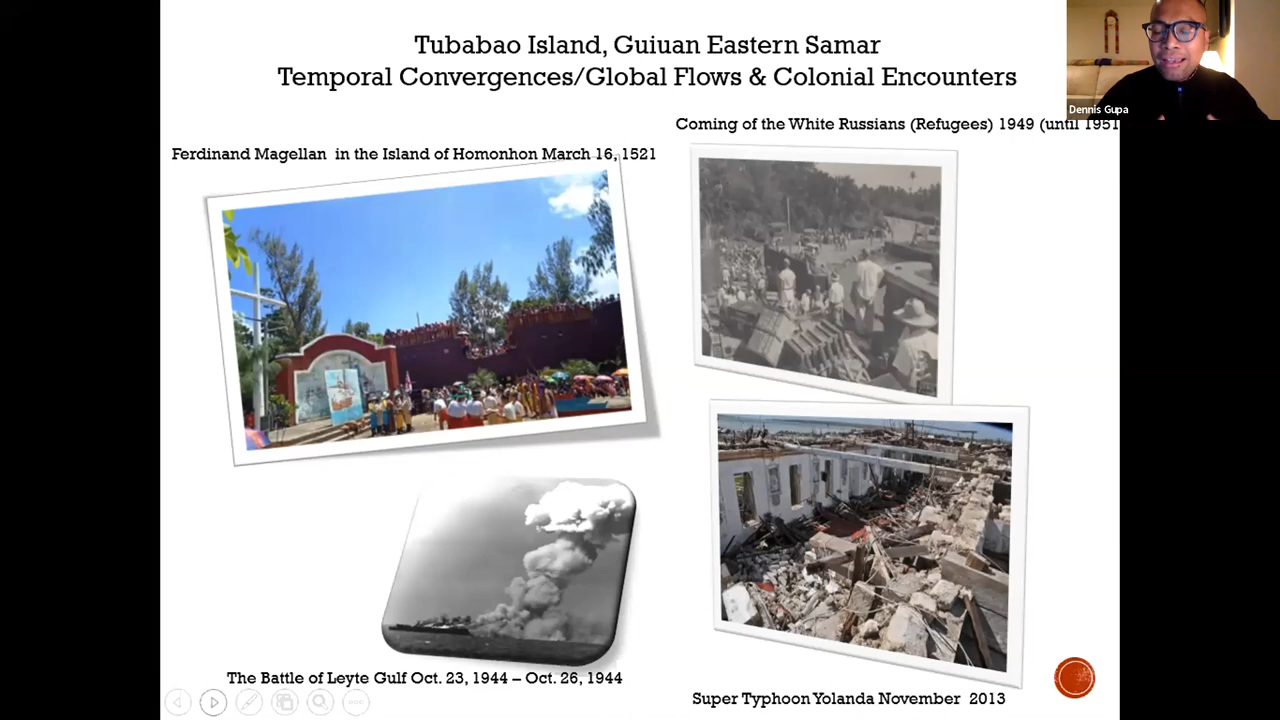 Tubabao Island, Guiuan Eastern Samar
Temporal Convergences/Global Flows & Colonial Encounters
Dennis Gupa
Coming of the White Russians (Refugees) 1949 (until 1951
Ferdinand Magellan in the Island of Homonhon March 16, 1521
The Battle of Leyte Gulf Oct. 23, 1944 – Oct. 26, 1944
Super Typhoon Yolanda November 2013